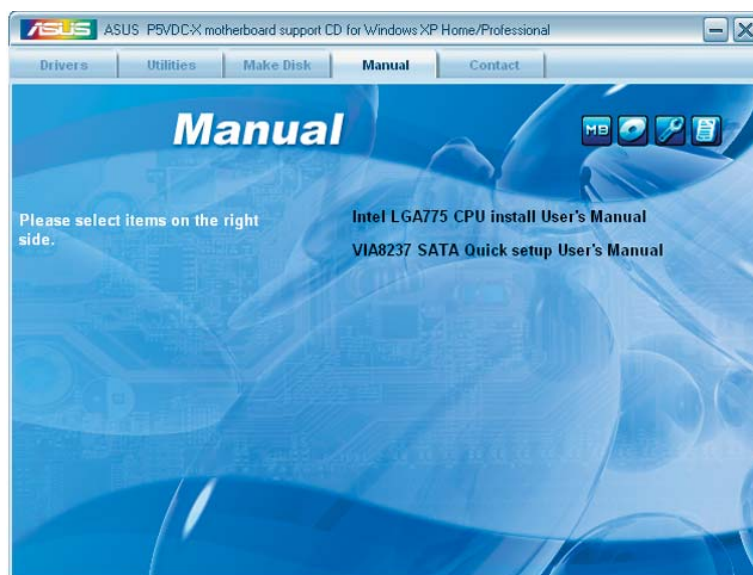 ASUS ASUS P5VDC-X motherboard support CD for Windows XP Home/Professional
Drivers Utilities Make Disk Manual Contact
Manual
MB
Please select items on the right
side.
Intel LGA775 CPU install User's Manual
VIA8237 SATA Quick setup User's Manual